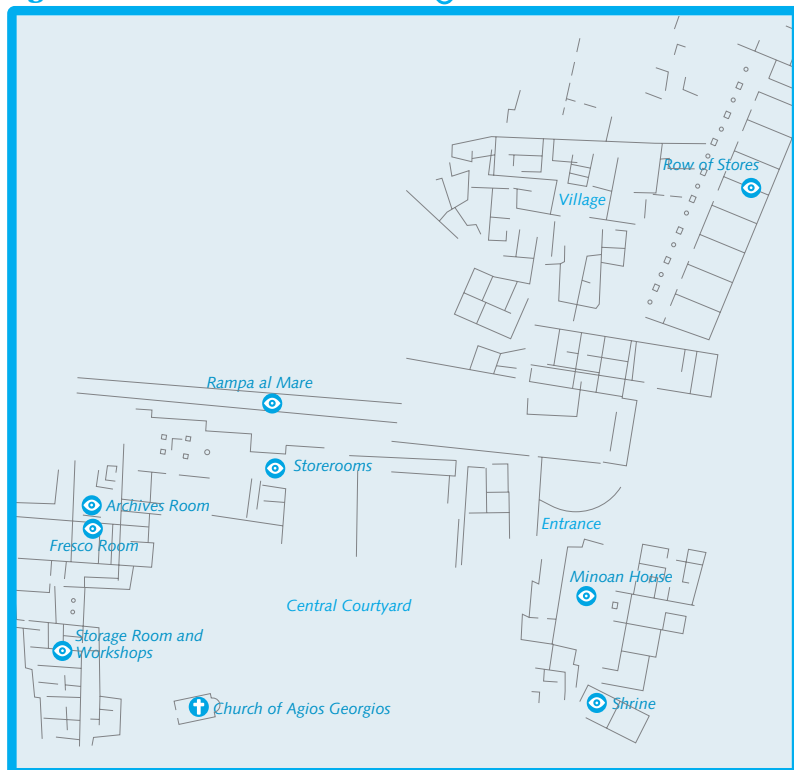 Row of Stores
Village
Rampa al Mare
Storerooms
Archives Room
Entrance
Fresco Room
Minoan House
Central Courtyard
Storage Room and
Workshops
Church of Agios Georgios
Shrine